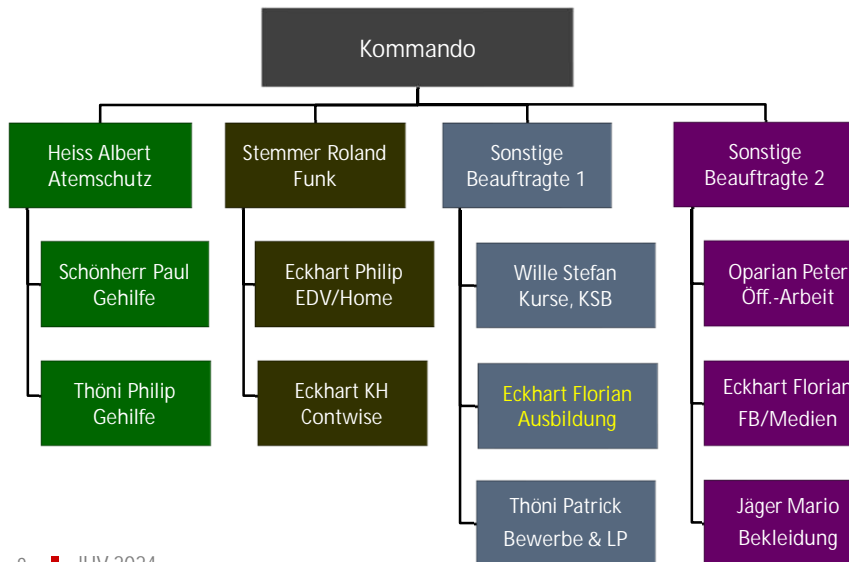 Kommando
Heiss Albert
Atemschutz
Stemmer Roland
Funk
Sonstige
Beauftragte 1
Sonstige
Beauftragte 2
Schönherr Paul
Gehilfe
Eckhart Philip
EDV/Home
Wille Stefan
Kurse, KSB
Oparian Peter
Öff.-Arbeit
Thöni Philip
Gehilfe
Eckhart KH
Contwise
Eckhart Florian
Ausbildung
Eckhart Florian
FB/Medien
Thöni Patrick
Bewerbe & LP
Jäger Mario
Bekleidung
JHV 2024